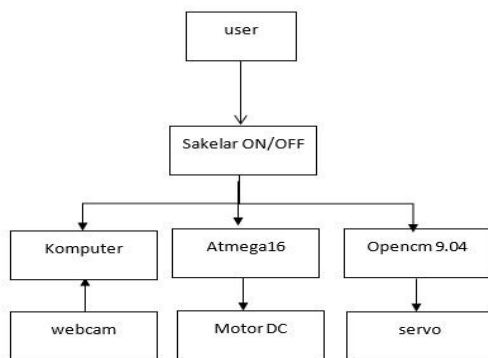 user
Sakelar ON/OFF
Komputer
Atmega16
Opencm 9.04
webcam
Motor DC
servo